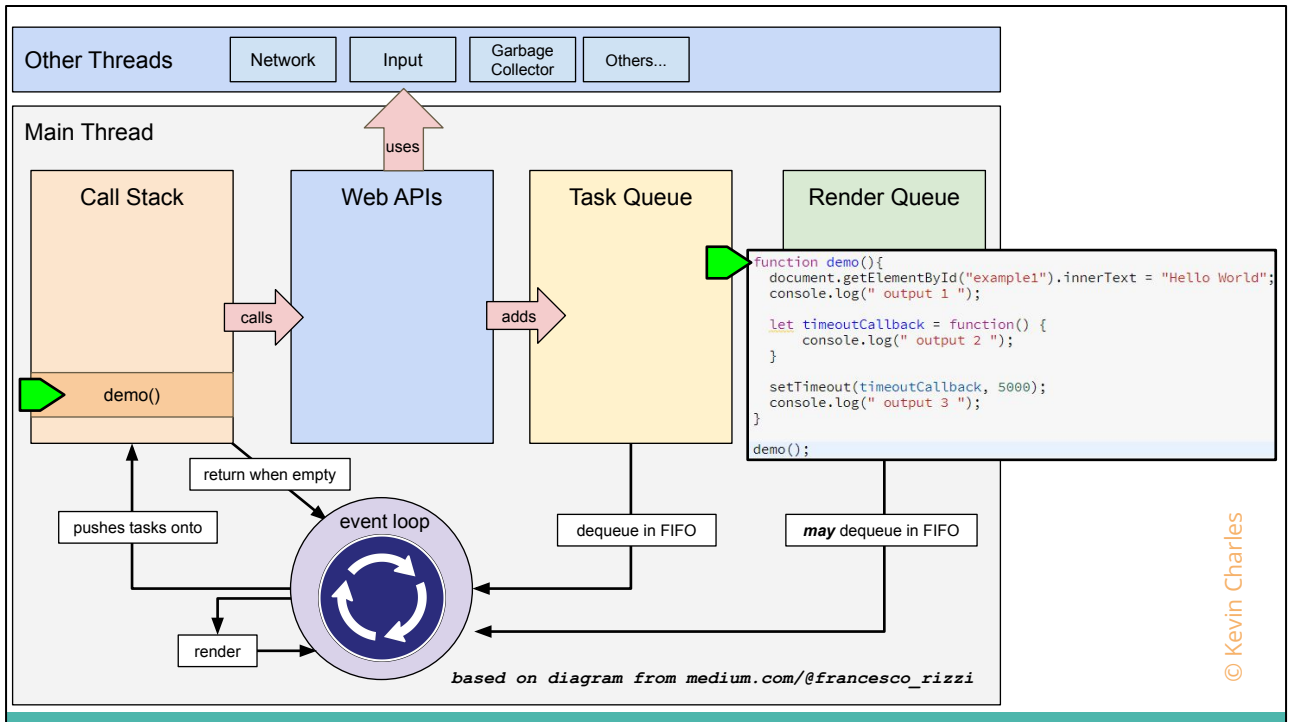 Other Threads
Network
Input
Garbage
Collector
Others...
Main Thread
uses
Call Stack
Web APIs
Task Queue
Render Queue
calls
adds
demo()
function demo(){
  document.getElementById("example1").innerText = "Hello World";
  console.log(" output 1 ");
  let timeoutCallback = function() {
      console.log(" output 2 ");
  }
  setTimeout(timeoutCallback, 5000);
  console.log(" output 3 ");
}
demo();
return when empty
pushes tasks onto
event loop
dequeue in FIFO
may dequeue in FIFO
render
based on diagram from medium.com/@francesco_rizzi
© Kevin Charles